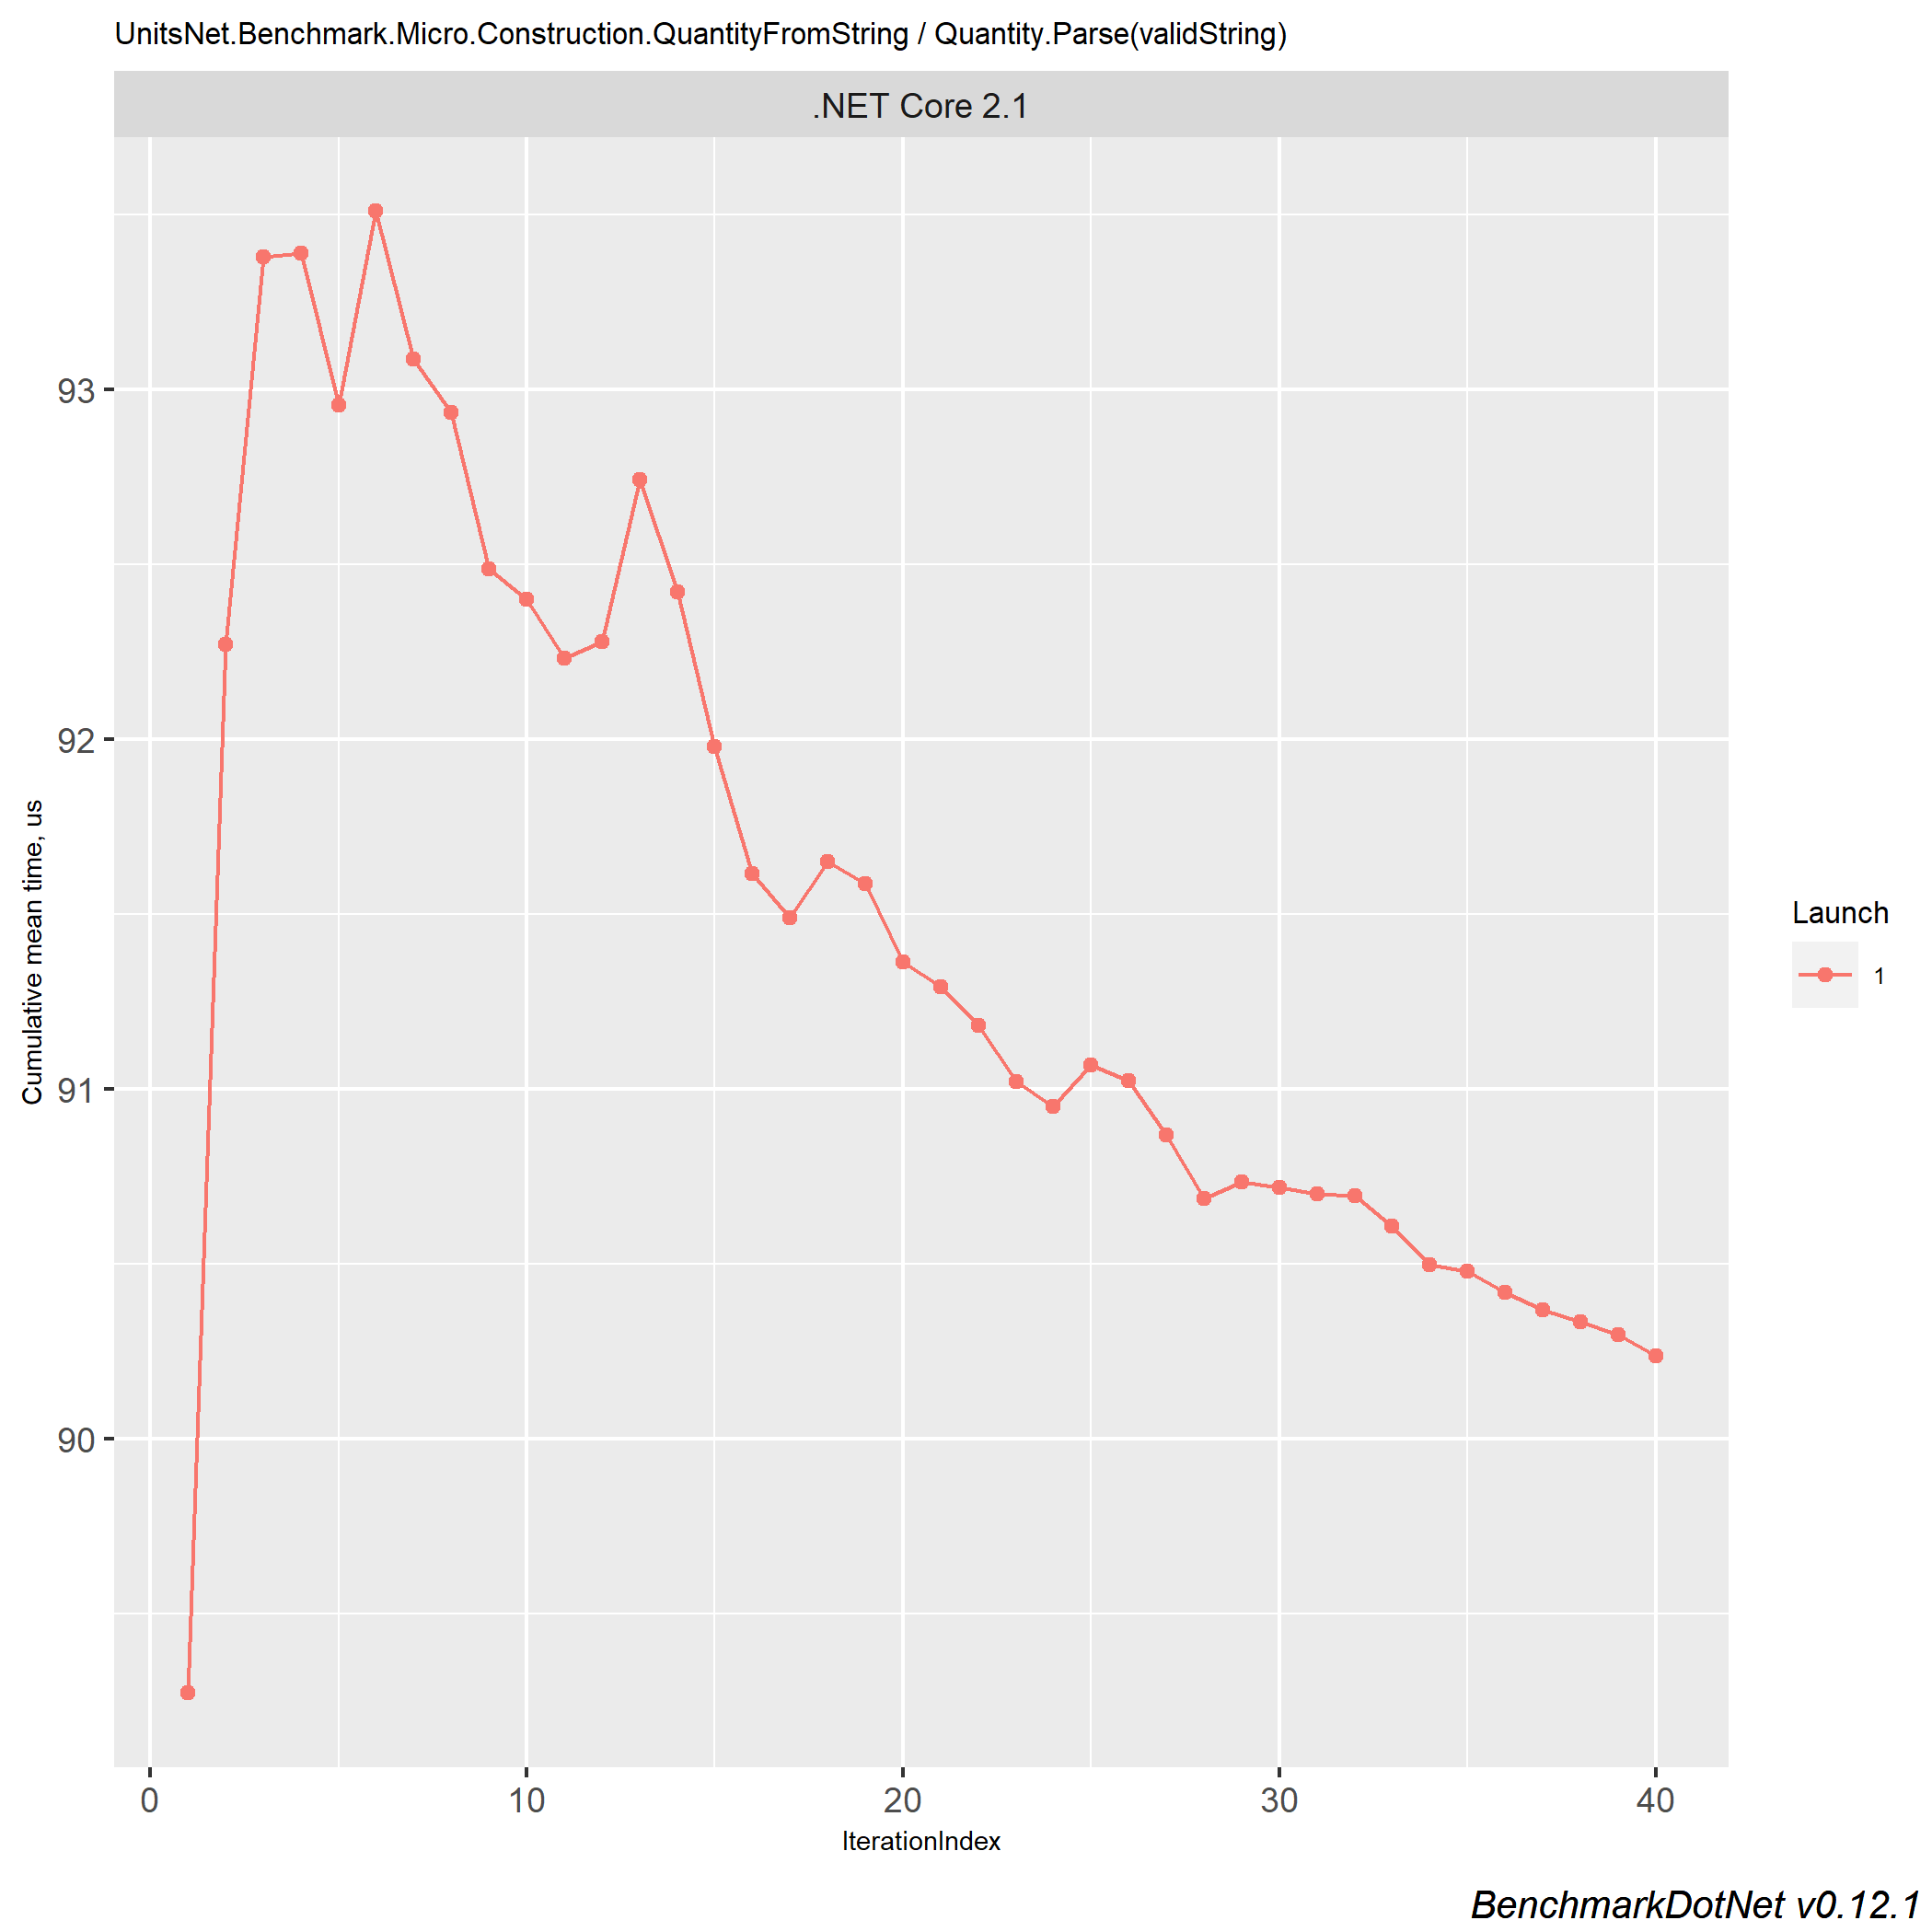 UnitsNet.Benchmark.Micro.Construction.QuantityFromString / Quantity.Parse(validString)
.NET Core 2.1
93
92
91
90
Cumulative mean time, us
0 10 20 30 40
IterationIndex
Launch
1
BenchmarkDotNet v0.12.1